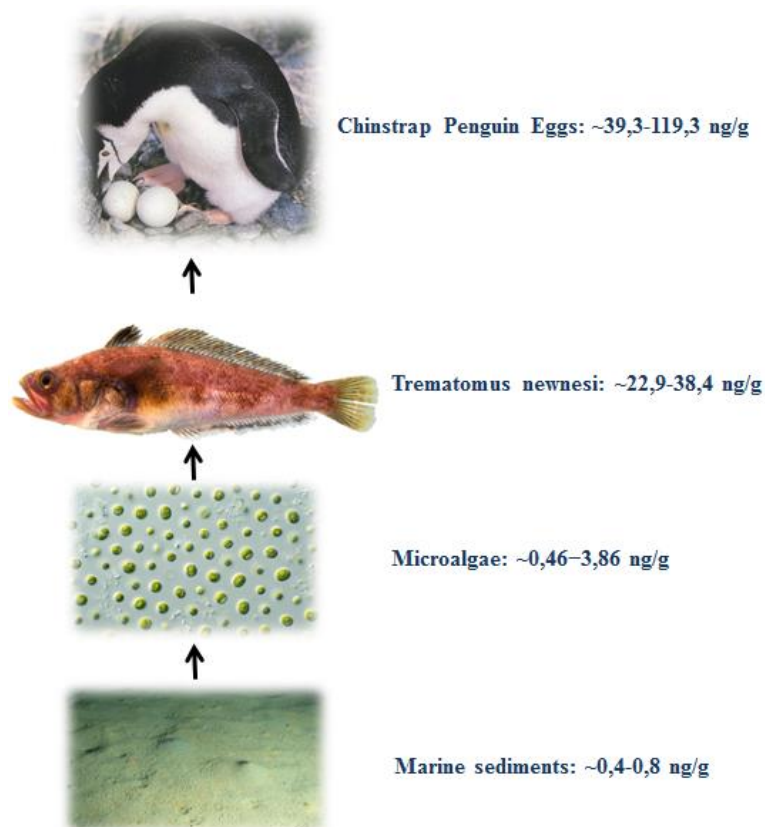 Chinstrap Penguin Eggs: ~39,3-119,3 ng/g
Trematomus newnesi: ~22,9-38,4 ng/g
Microalgae: ~0,46−3,86 ng/g
Marine sediments: ~0,4-0,8 ng/g